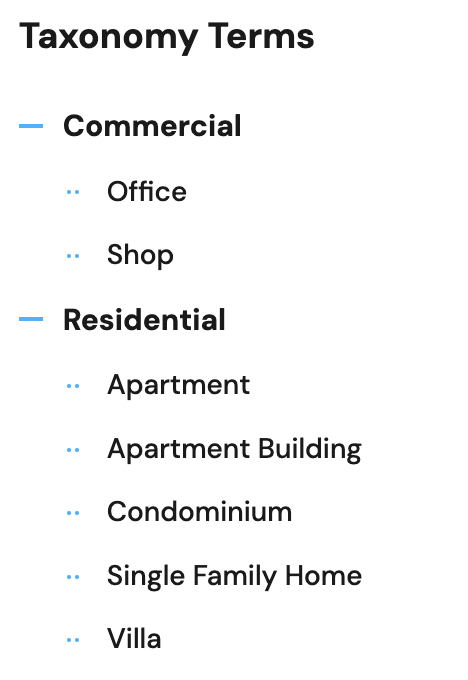 Taxonomy Terms
Commercial
Office
Shop
Residential
Apartment
Apartment Building
Condominium
Single Family Home
Villa